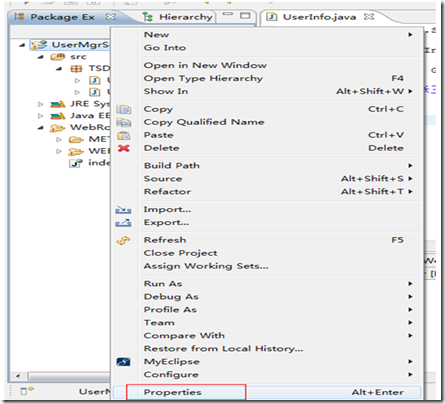 Package Ex
Hierarchy
UserInfo.java
UserMgrS
src
TSD
JRE Sys
Java EE
WebRo
MET
WEB
inde
New
Go Into
Open in New Window
Open Type Hierarchy F4
Show In Alt+Shift+W
Copy Ctrl+C
Copy Qualified Name
Paste Ctrl+V
Delete Delete
Build Path
Source Alt+Shift+S
Refactor Alt+Shift+T
Import...
Export...
Refresh F5
Close Project
Assign Working Sets...
Run As
Debug As
Profile As
Team
Compare With
Restore from Local History...
MyEclipse
Configure
Properties Alt+Enter